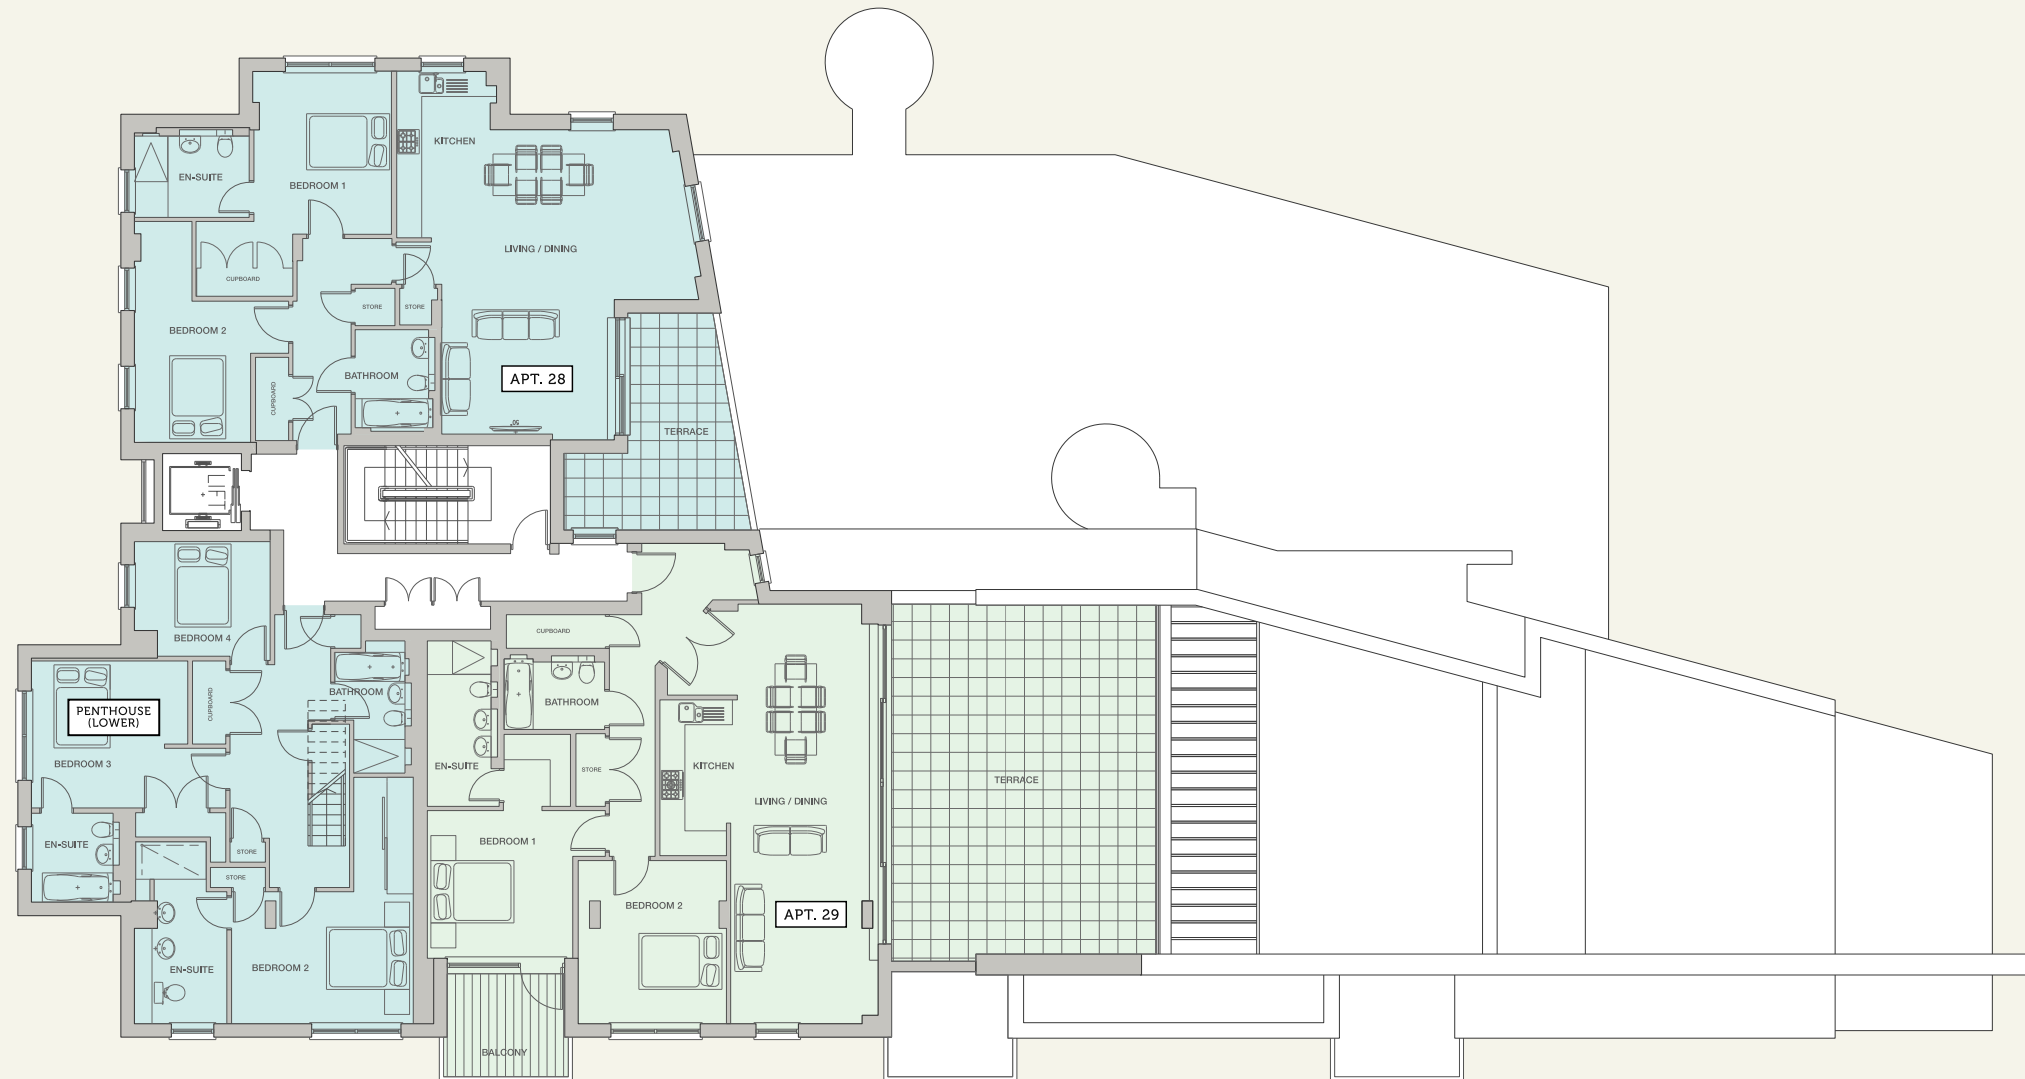 KITCHEN
EN-SUITE
BEDROOM 1
LIVING / DINING
CUPBOARD
STORE
STORE
BEDROOM 2
BATHROOM
APT. 28
CUPBOARD
50"
TERRACE
LIFT
BEDROOM 4
CUPBOARD
BATHROOM
CUPBOARD
BATHROOM
PENTHOUSE
(LOWER)
BEDROOM 3
EN-SUITE
STORE
KITCHEN
TERRACE
LIVING / DINING
EN-SUITE
STORE
BEDROOM 1
STORE
BEDROOM 2
APT. 29
EN-SUITE
BEDROOM 2
BALCONY